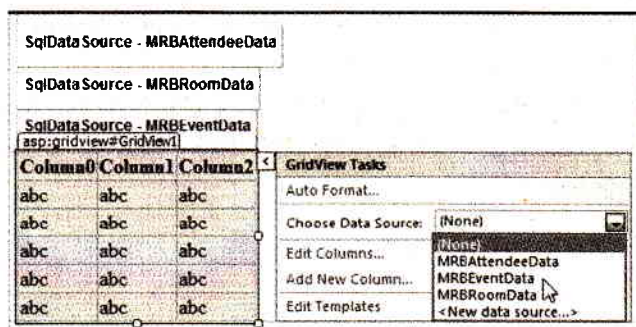 SqlDataSource - MRBAttendeeData
SqlDataSource - MRBRoomData
SqlDataSource - MRBEventData
asp:gridview#GridView1
Column0 Column1 Column2
abc abc abc
abc abc abc
abc abc abc
abc abc abc
abc abc abc
<
GridView Tasks
Auto Format...
Choose Data Source: (None)
(None)
MRBAttendeeData
MRBEventData
MRBRoomData
<New data source...>
Edit Columns...
Add New Column...
Edit Templates